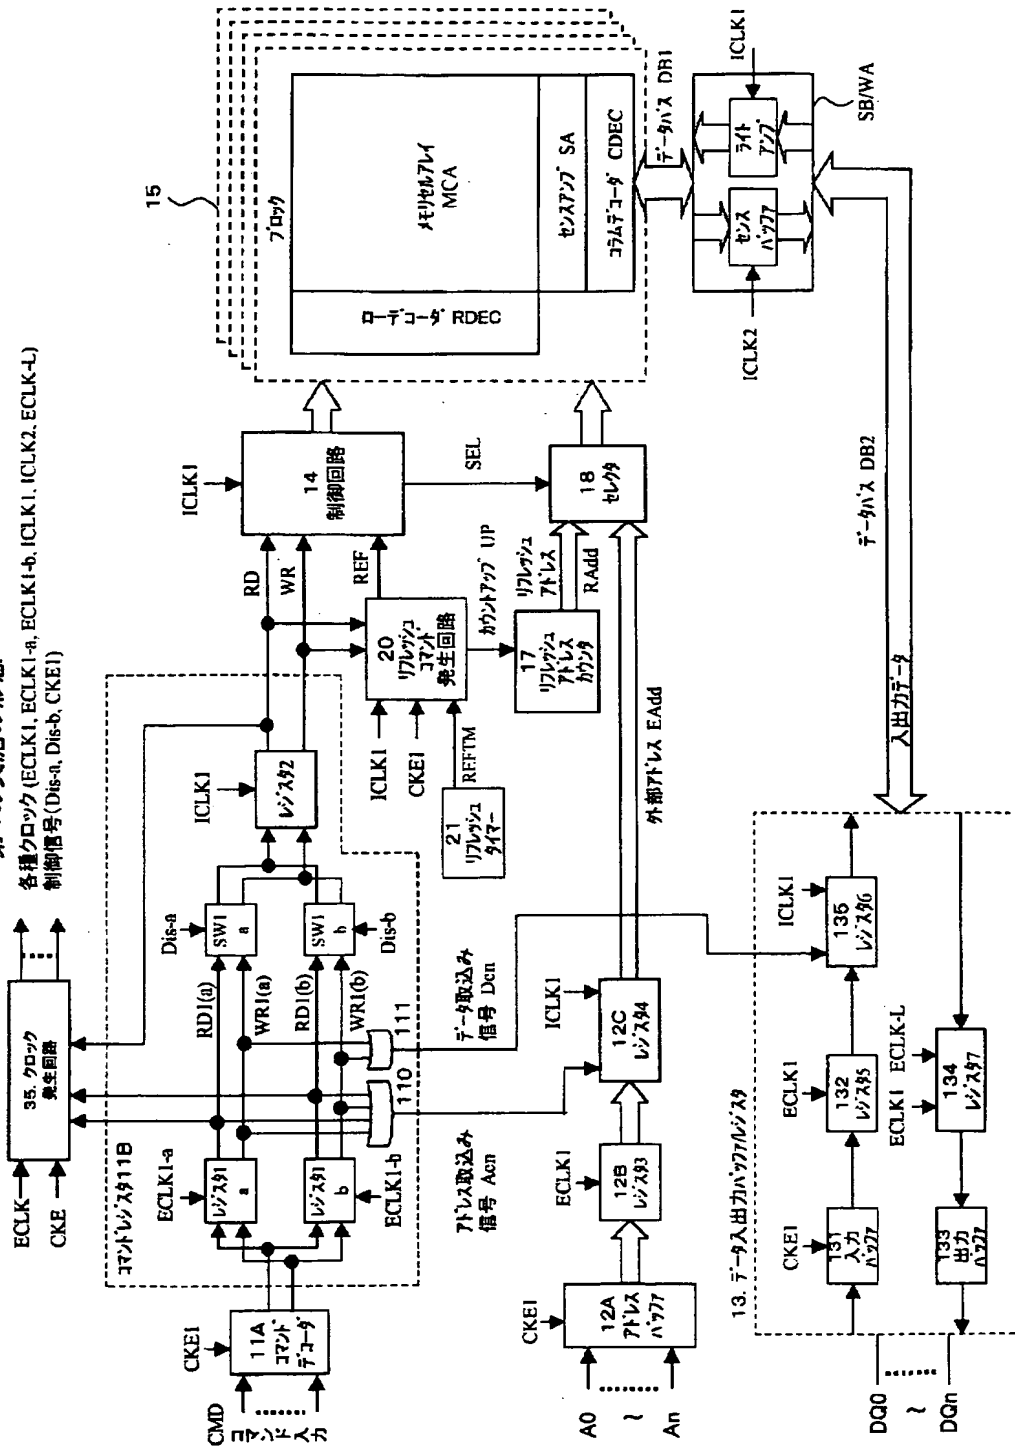 35. クロック
発生回路
ECLK
CKE
各種クロック(ECLK1, ECLK1-a, ECLK1-b, ICLK1, ICLK2, ECLK-L)
制御信号(Dis-a, Dis-b, CKE1)
コマンドレジスタ11B
CMD
コマンド
入力
CKE1
11A
コマンド
デコーダ
ECLK1-a
レジスタ1
a
レジスタ1
b
ECLK1-b
RD1(a)
WR1(a)
RD1(b)
WR1(b)
Dis-a
SW1
a
SW1
b
Dis-b
ICLK1
レジスタ2
110
111
アドレス取込み
信号 Acn
データ取込み
信号 Dcn
RD
WR
REF
ICLK1
14
制御回路
SEL
ICLK1
CKE1
REFTM
20
リフレッシュ
コマンド
発生回路
21
リフレッシュ
タイマー
カウントアップ UP
17
リフレッシュ
アドレス
カウンタ
リフレッシュ
アドレス
RAdd
18
セレクタ
15
ブロック
メモリセルアレイ
MCA
ローデコーダ RDEC
センスアンプ SA
コラムデコーダ CDEC
データバス DB1
ICLK1
ライト
アンプ
センス
バッファ
ICLK2
SB/WA
A0
～
An
CKE1
12A
アドレス
バッファ
ECLK1
12B
レジスタ3
ICLK1
12C
レジスタ4
外部アドレス EAdd
データバス DB2
入出力データ
13. データ入出力バッファ/レジスタ
DQ0
～
DQn
CKE1
131
入力
バッファ
ECLK1
132
レジスタ5
ICLK1
135
レジスタ6
133
出力
バッファ
ECLK1
ECLK-L
134
レジスタ7